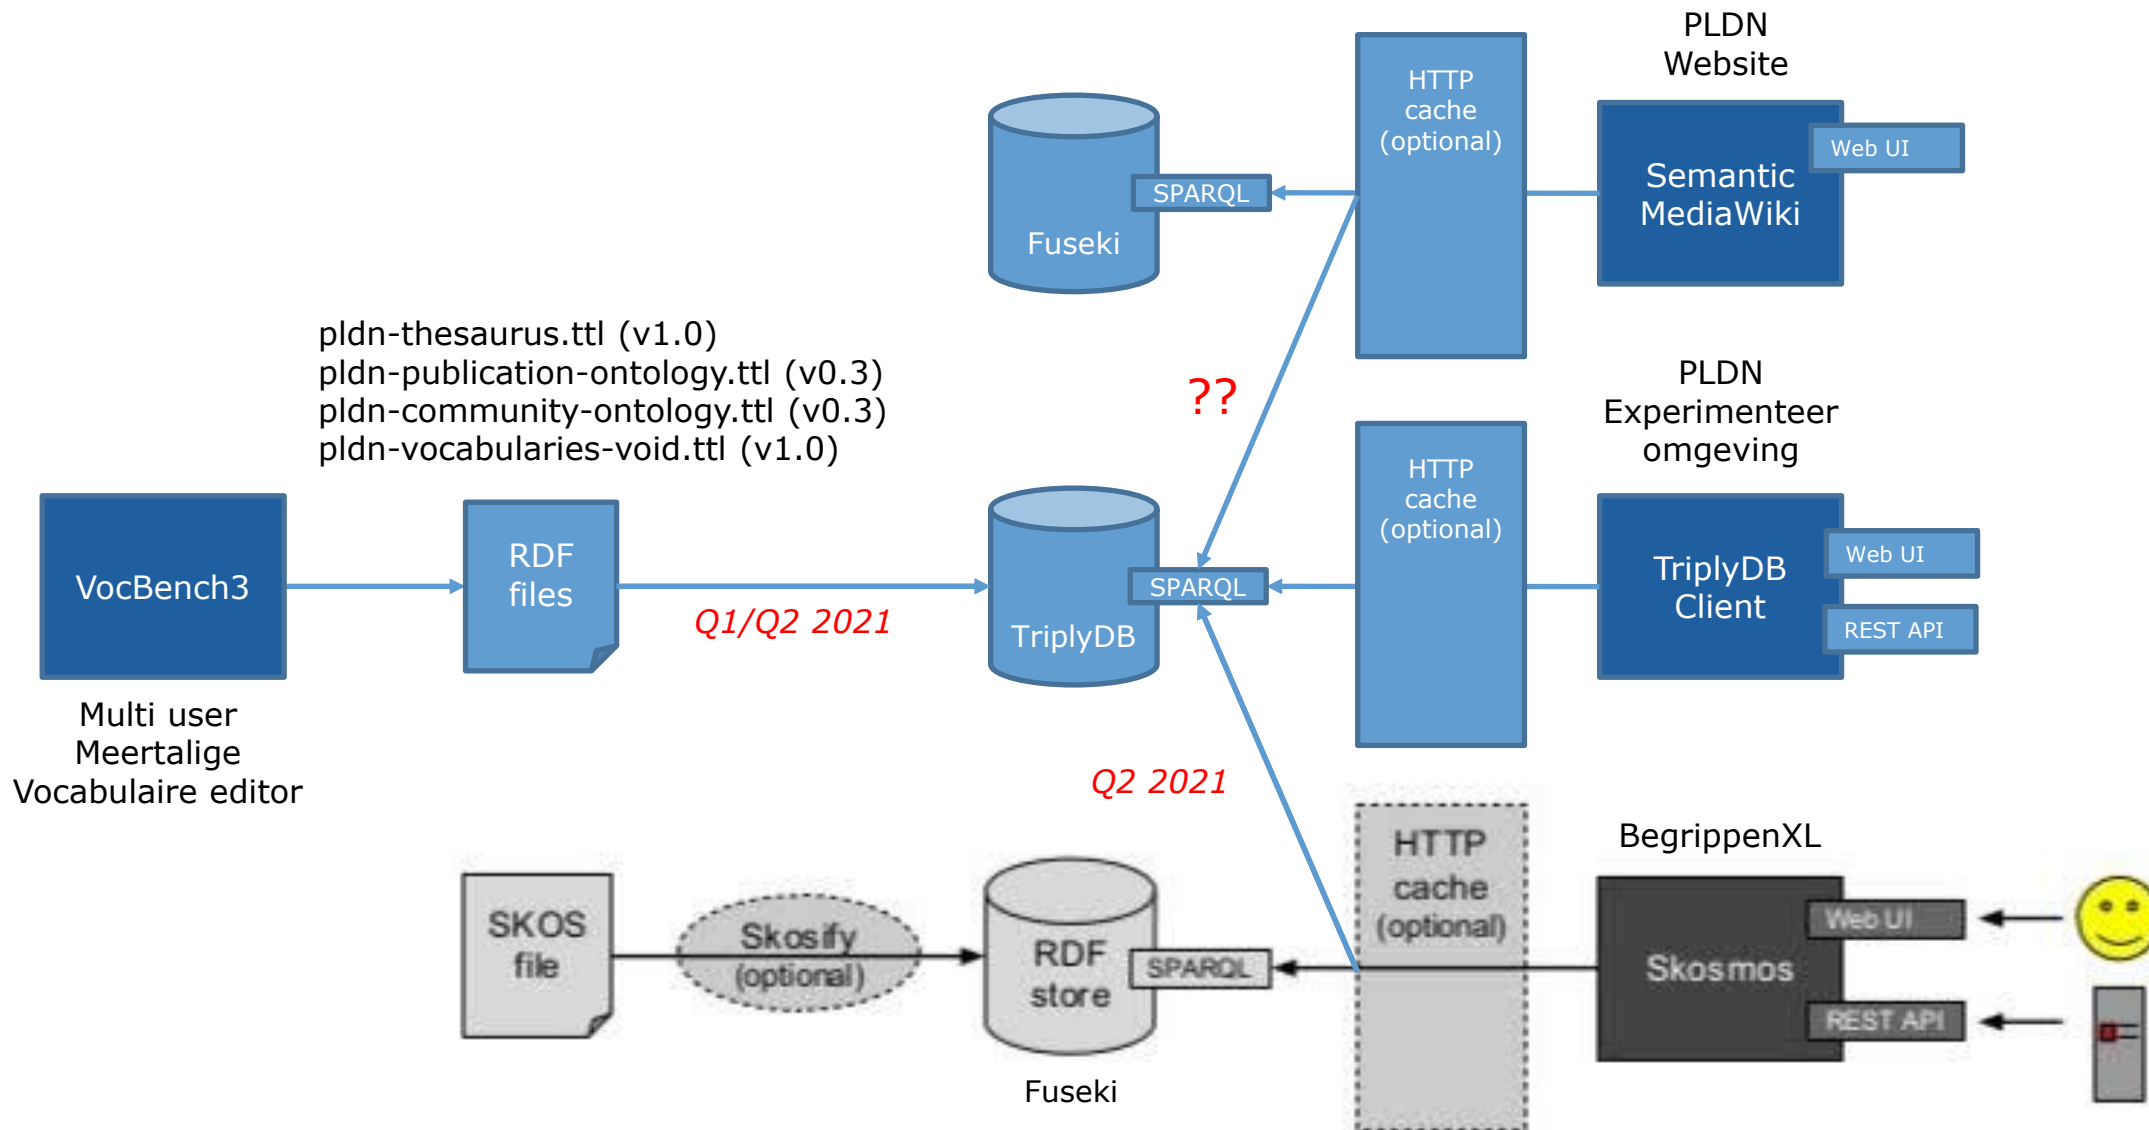 PLDN
Website
HTTP
cache
(optional)
Semantic
MediaWiki
Web UI
SPARQL
Fuseki
pldn-thesaurus.ttl (v1.0)
pldn-publication-ontology.ttl (v0.3)
pldn-community-ontology.ttl (v0.3)
pldn-vocabularies-void.ttl (v1.0)
??
PLDN
Experimenteer
omgeving
HTTP
cache
(optional)
VocBench3
RDF
files
Q1/Q2 2021
SPARQL
TriplyDB
TriplyDB
Client
Web UI
REST API
Multi user
Meertalige
Vocabulaire editor
Q2 2021
BegrippenXL
SKOS
file
Skosify
(optional)
RDF
store
SPARQL
HTTP
cache
(optional)
Skosmos
Web UI
REST API
Fuseki